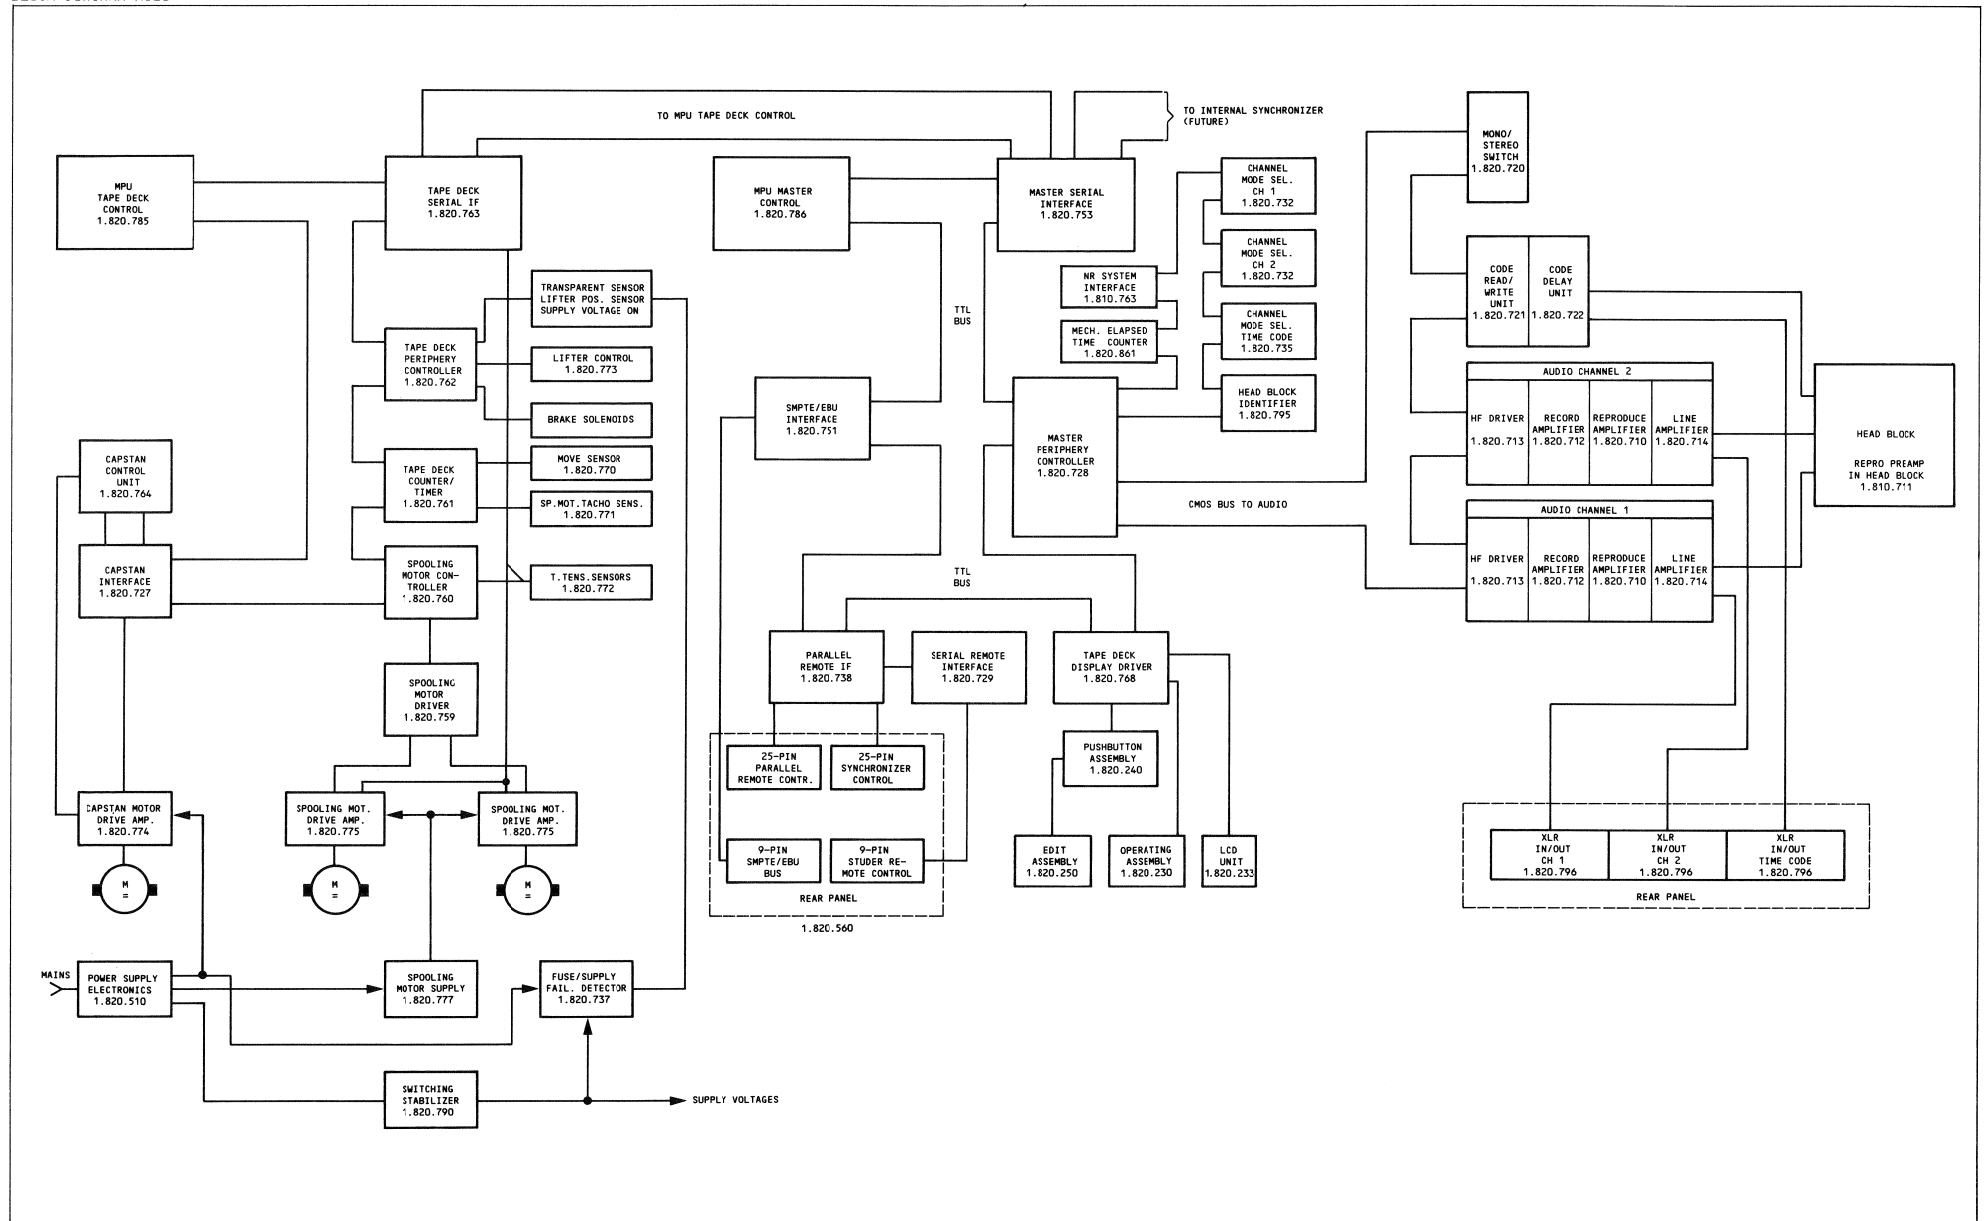 TO MPU TAPE DECK CONTROL
TO INTERNAL SYNCHRONIZER
(FUTURE)
MONO/
STEREO
SWITCH
1.820.720
MPU
TAPE DECK
CONTROL
1.820.785
TAPE DECK
SERIAL IF
1.820.763
MPU MASTER
CONTROL
1.820.786
MASTER SERIAL
INTERFACE
1.820.753
CHANNEL
MODE SEL.
CH 1
1.820.732
CHANNEL
MODE SEL.
CH 2
1.820.732
NR SYSTEM
INTERFACE
1.810.763
MECH. ELAPSED
TIME COUNTER
1.820.861
CHANNEL
MODE SEL.
TIME CODE
1.820.735
HEAD BLOCK
IDENTIFIER
1.820.795
CODE
READ/
WRITE
UNIT
1.820.721
CODE
DELAY
UNIT
1.820.722
TRANSPARENT SENSOR
LIFTER POS. SENSOR
SUPPLY VOLTAGE ON
TTL
BUS
TAPE DECK
PERIPHERY
CONTROLLER
1.820.762
LIFTER CONTROL
1.820.773
BRAKE SOLENOIDS
SMPTE/EBU
INTERFACE
1.820.751
MASTER
PERIPHERY
CONTROLLER
1.820.728
AUDIO CHANNEL 2
HF DRIVER
1.820.713
RECORD
AMPLIFIER
1.820.712
REPRODUCE
AMPLIFIER
1.820.710
LINE
AMPLIFIER
1.820.714
HEAD BLOCK
REPRO PREAMP
IN HEAD BLOCK
1.810.711
CAPSTAN
CONTROL
UNIT
1.820.764
TAPE DECK
COUNTER/
TIMER
1.820.761
MOVE SENSOR
1.820.770
SP.MOT.TACHO SENS.
1.820.771
CMOS BUS TO AUDIO
AUDIO CHANNEL 1
HF DRIVER
1.820.713
RECORD
AMPLIFIER
1.820.712
REPRODUCE
AMPLIFIER
1.820.710
LINE
AMPLIFIER
1.820.714
CAPSTAN
INTERFACE
1.820.727
SPOOLING
MOTOR CON-
TROLLER
1.820.760
T.TENS.SENSORS
1.820.772
TTL
BUS
SPOOLING
MOTOR
DRIVER
1.820.759
PARALLEL
REMOTE IF
1.820.738
SERIAL REMOTE
INTERFACE
1.820.729
TAPE DECK
DISPLAY DRIVER
1.820.768
25-PIN
PARALLEL
REMOTE CONTR.
25-PIN
SYNCHRONIZER
CONTROL
PUSHBUTTON
ASSEMBLY
1.820.240
CAPSTAN MOTOR
DRIVE AMP.
1.820.774
SPOOLING MOT.
DRIVE AMP.
1.820.775
SPOOLING MOT.
DRIVE AMP.
1.820.775
9-PIN
SMPTE/EBU
BUS
9-PIN
STUDER RE-
MOTE CONTROL
REAR PANEL
1.820.560
EDIT
ASSEMBLY
1.820.250
OPERATING
ASSEMBLY
1.820.230
LCD
UNIT
1.820.233
XLR
IN/OUT
CH 1
1.820.796
XLR
IN/OUT
CH 2
1.820.796
XLR
IN/OUT
TIME CODE
1.820.796
REAR PANEL
M
=
M
=
M
=
MAINS
POWER SUPPLY
ELECTRONICS
1.820.510
SPOOLING
MOTOR SUPPLY
1.820.777
FUSE/SUPPLY
FAIL. DETECTOR
1.820.737
SWITCHING
STABILIZER
1.820.790
SUPPLY VOLTAGES